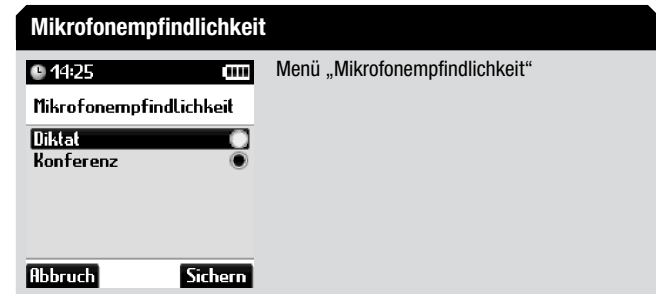 Mikrofonempfindlichkeit
14:25
Menü „Mikrofonempfindlichkeit“
Mikrofonempfindlichkeit
Diktat
Konferenz
Abbruch Sichern